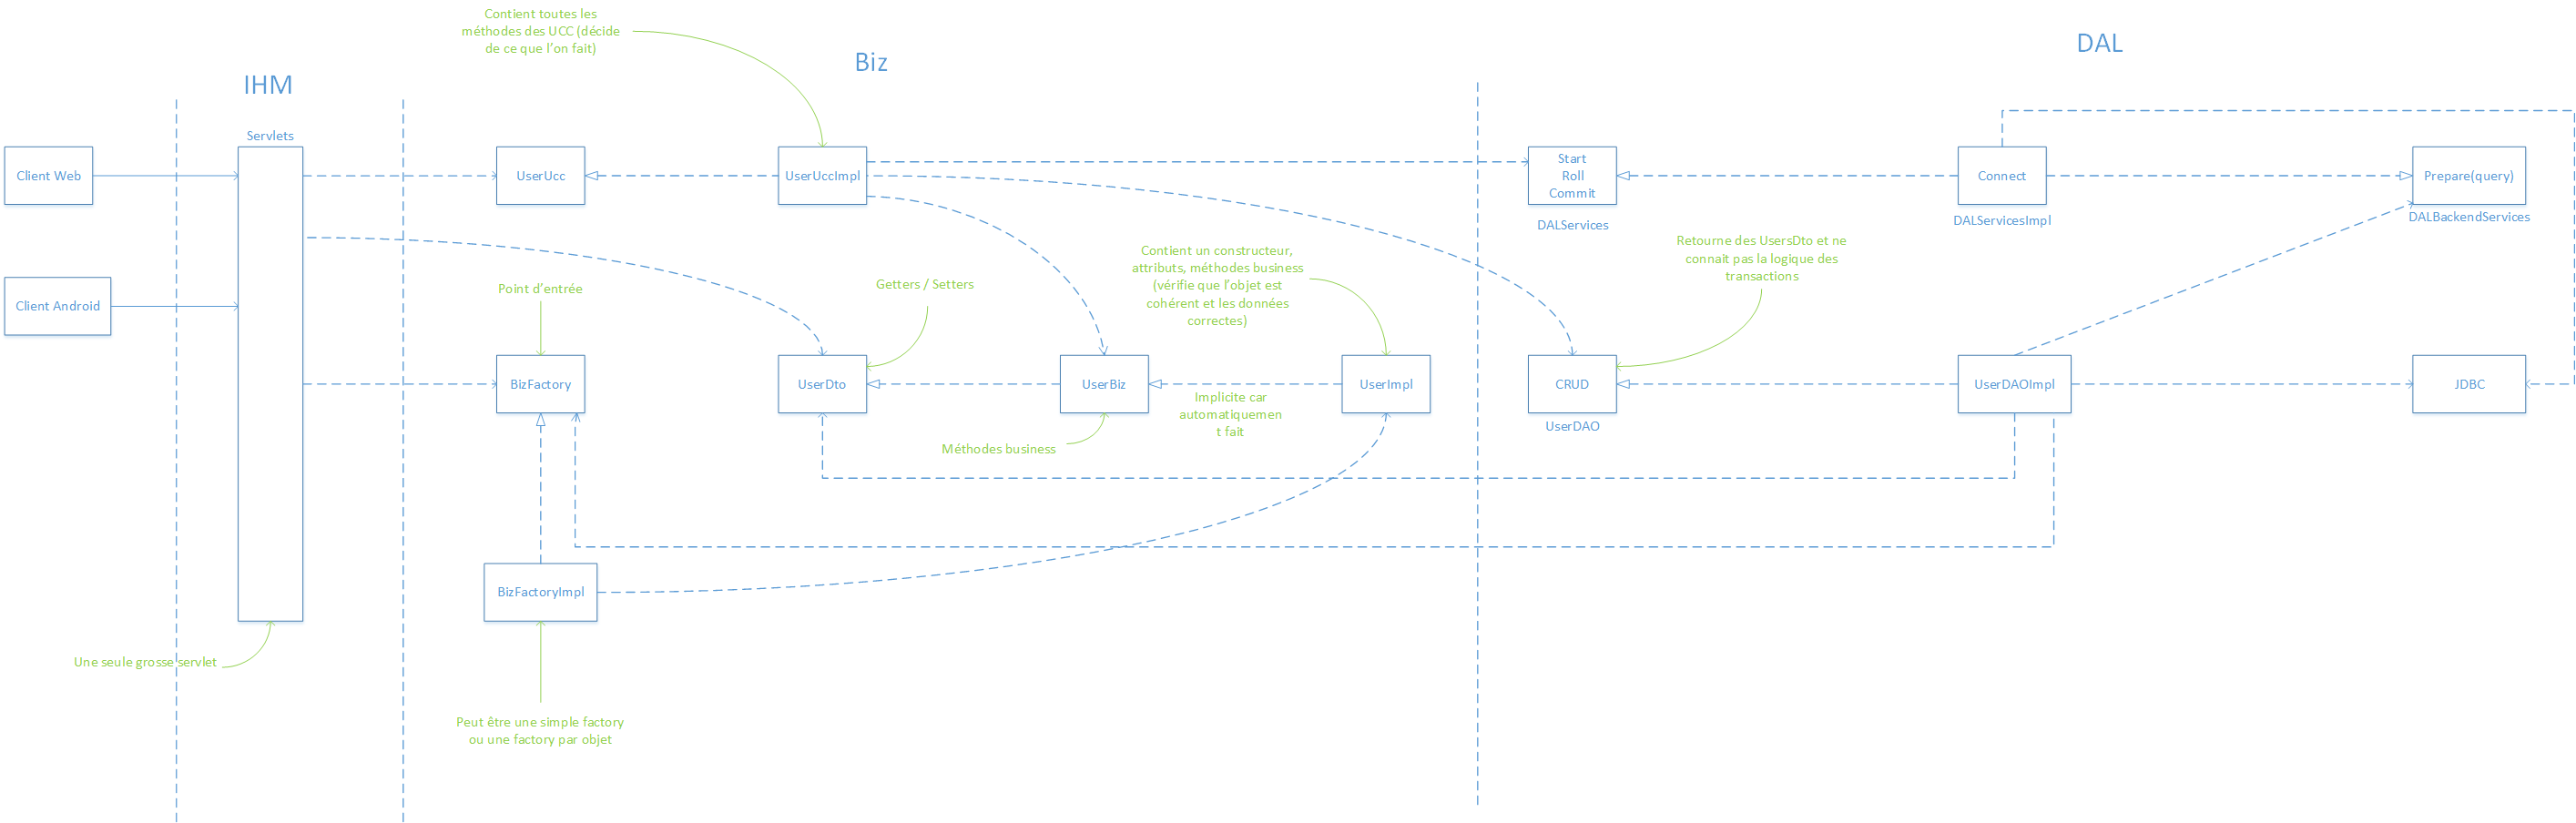 Contient toutes les
méthodes des UCC (décide
de ce que l'on fait)
IHM
Biz
DAL
Servlets
Client Web
UserUcc
UserUccImpl
Start
Roll
Commit
DALServices
Connect
DALServicesImpl
Prepare(query)
DALBackendServices
Client Android
Point d'entrée
Getters / Setters
Contient un constructeur,
attributs, méthodes business
(vérifie que l'objet est
cohérent et les données
correctes)
Retourne des UsersDto et ne
connait pas la logique des
transactions
BizFactory
UserDto
UserBiz
UserImpl
CRUD
UserDAO
UserDAOImpl
JDBC
Implicite car
automatiquemen
t fait
Méthodes business
BizFactoryImpl
Une seule grosse servlet
Peut être une simple factory
ou une factory par objet